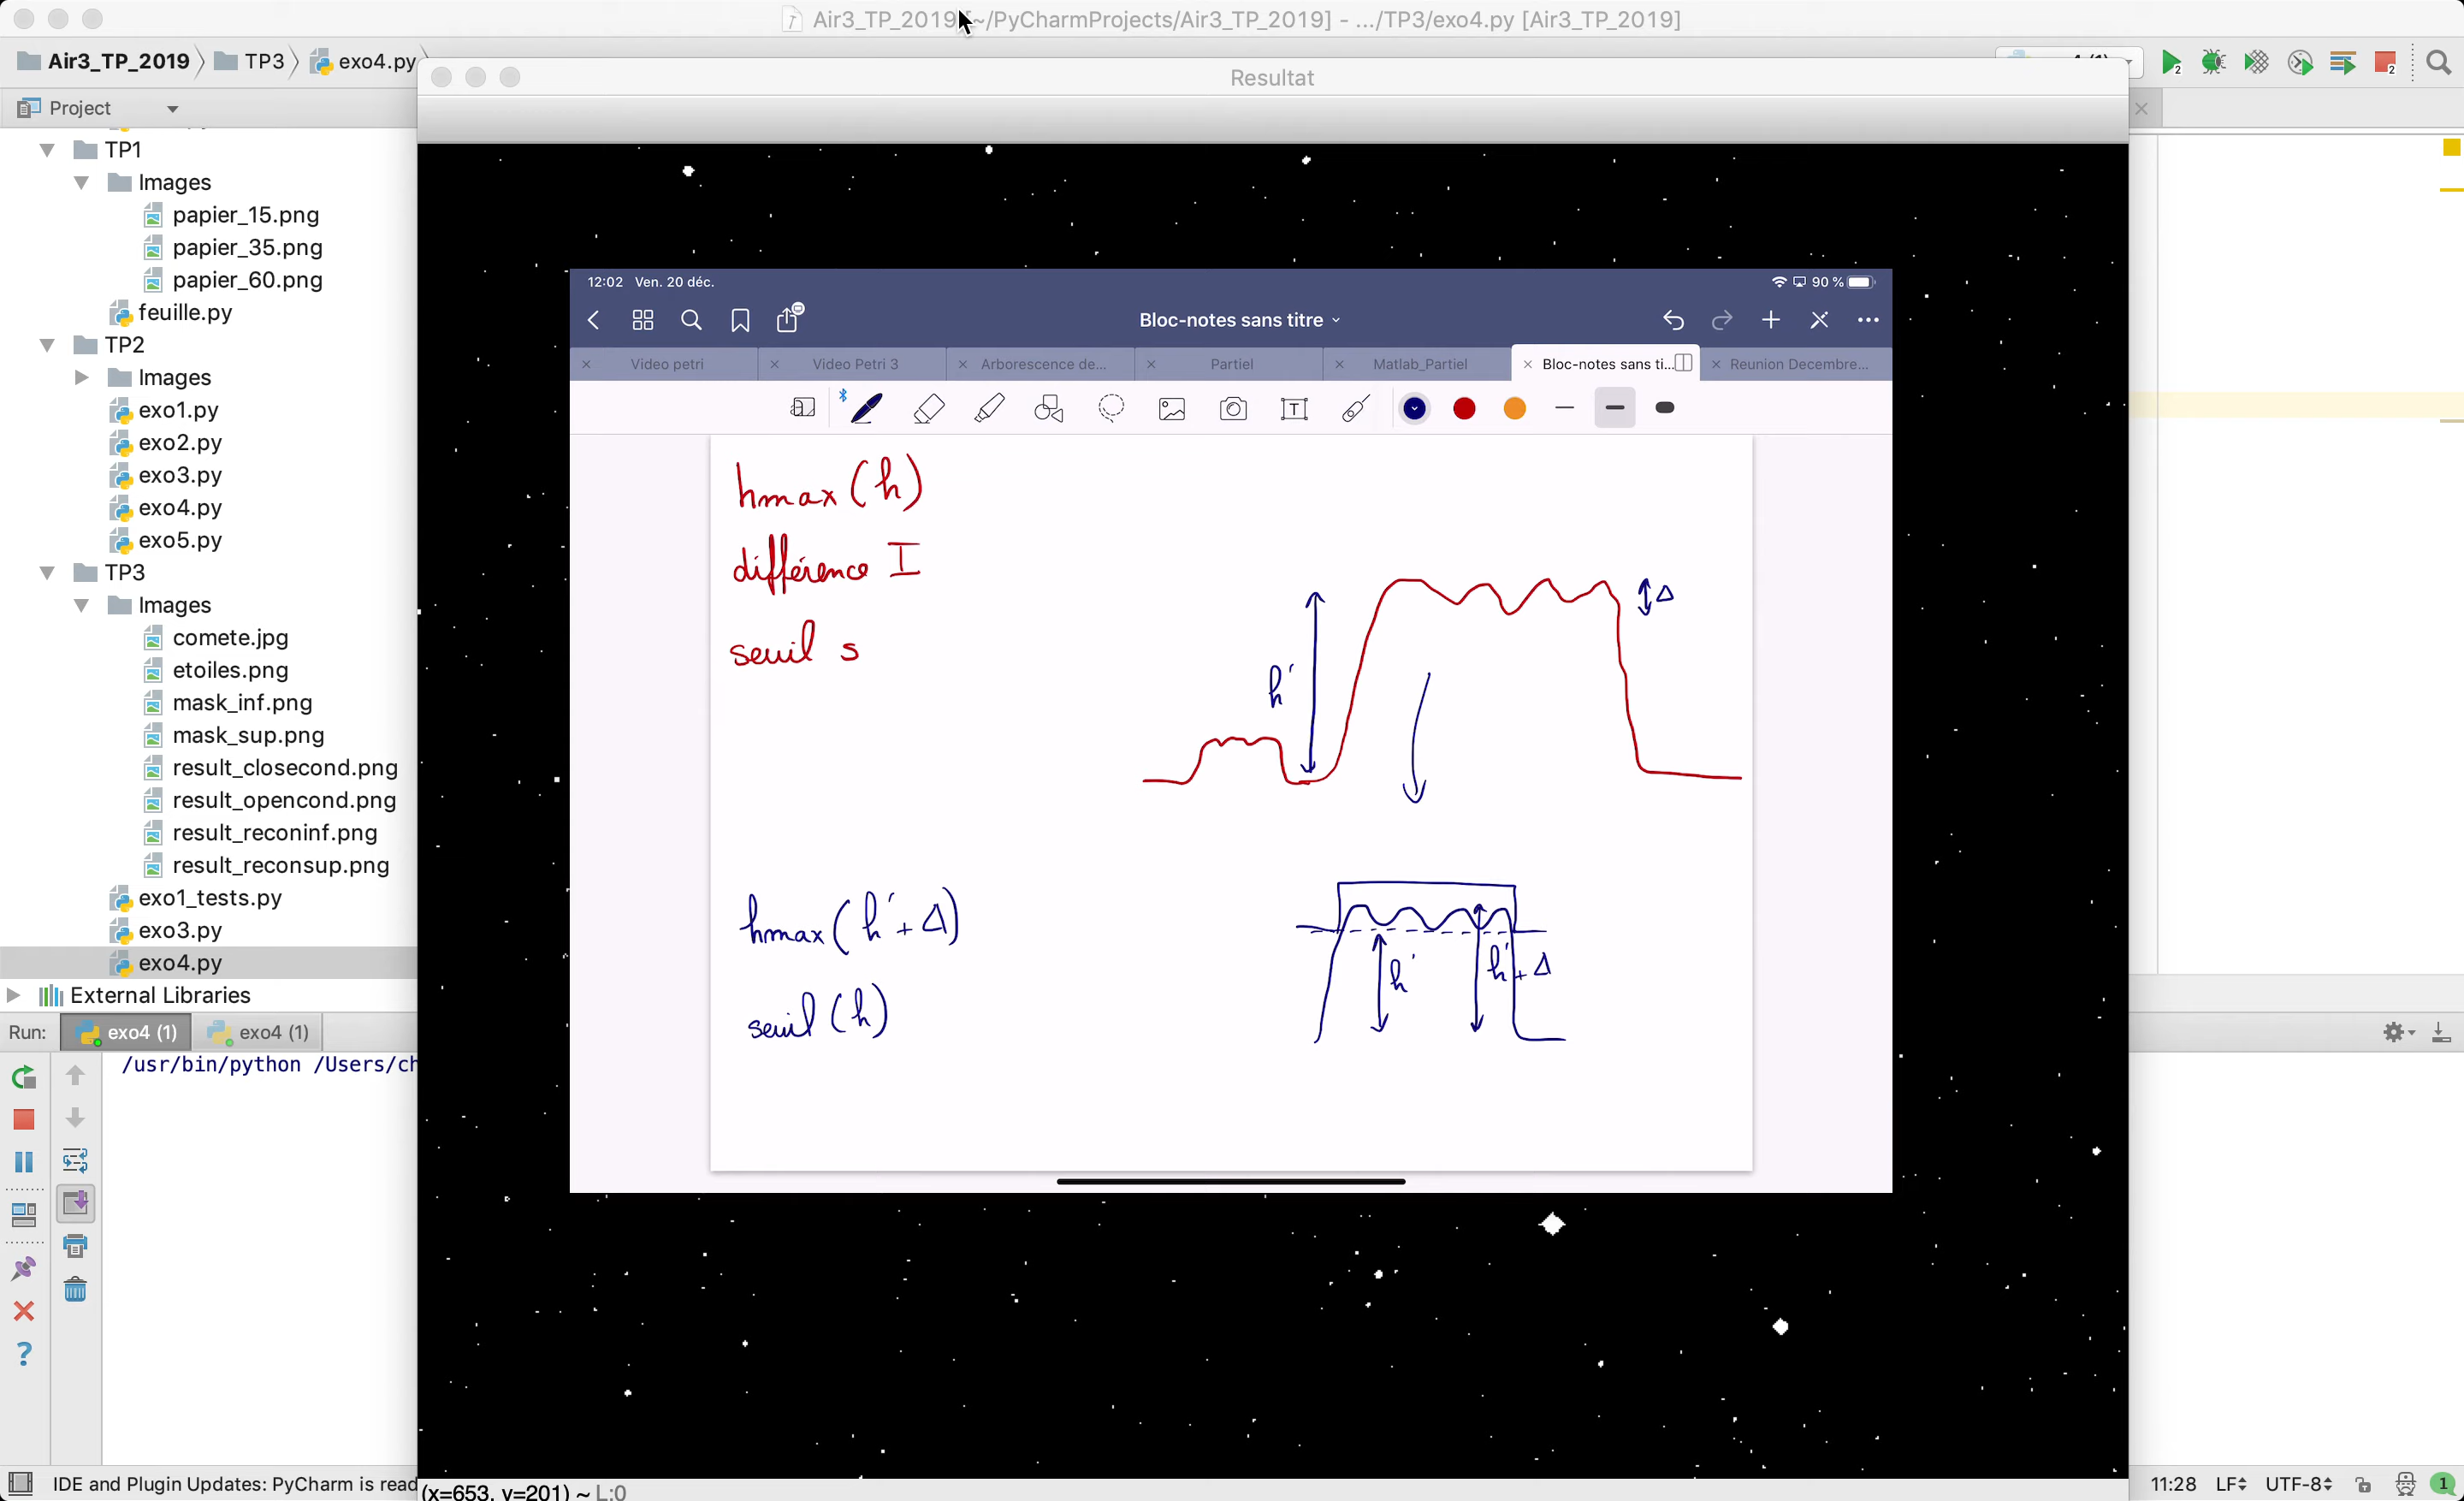 Air3_TP_2019 [~/PyCharmProjects/Air3_TP_2019] - .../TP3/exo4.py [Air3_TP_2019]
Air3_TP_2019 TP3 exo4.py
Resultat
Project
TP1
Images
papier_15.png
papier_35.png
papier_60.png
feuille.py
TP2
Images
exo1.py
exo2.py
exo3.py
exo4.py
exo5.py
TP3
Images
comete.jpg
etoiles.png
mask_inf.png
mask_sup.png
result_closecond.png
result_opencond.png
result_reconinf.png
result_reconsup.png
exo1_tests.py
exo3.py
exo4.py
External Libraries
12:02 Ven. 20 déc.
90 %
Bloc-notes sans titre
Video petri
Video Petri 3
Arborescence de...
Partiel
Matlab_Partiel
Bloc-notes sans ti...
Reunion Decembre...
hmax (h)
différence I
seuil s
h'
Δ
hmax (h' + Δ)
seuil (h)
h'
h' + Δ
Run: exo4 (1) exo4 (1)
/usr/bin/python /Users/ch
IDE and Plugin Updates: PyCharm is read
(x=653, y=201) ~ L:0
11:28 LF UTF-8 1